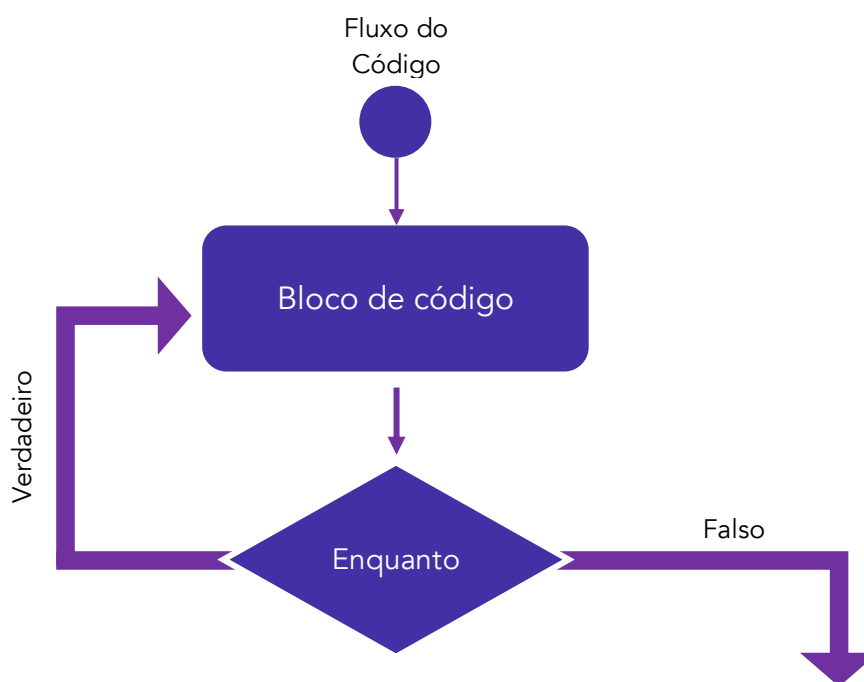 Fluxo do
Código
Bloco de código
Verdadeiro
Enquanto
Falso